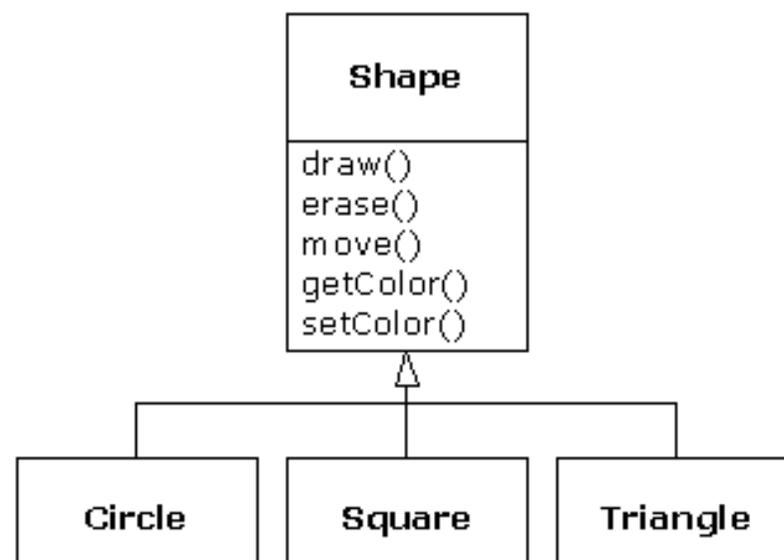 Shape
draw()
erase()
move()
getColor()
setColor()
Circle
Square
Triangle